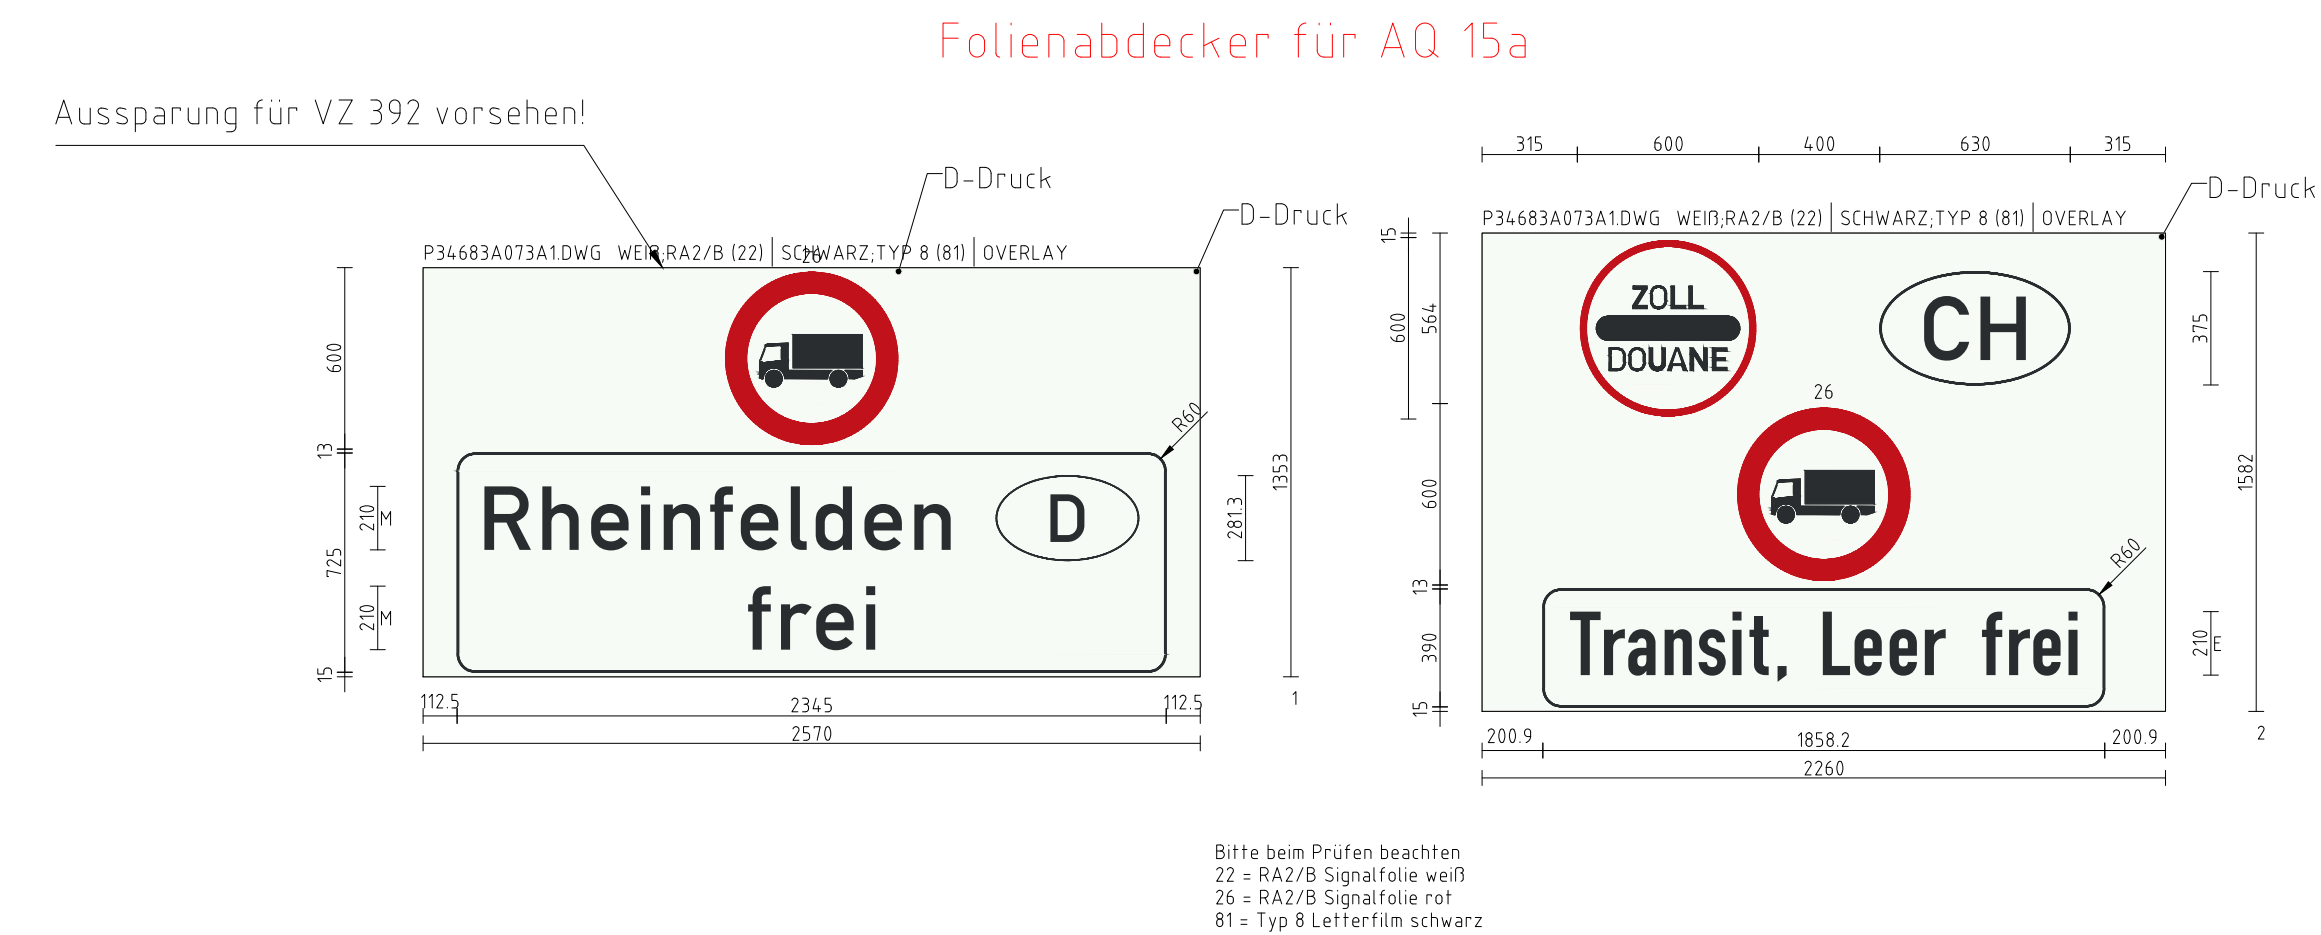 Folienabdecker für AQ 15a
Aussparung für VZ 392 vorsehen!
D-Druck
D-Druck
P34683A073A1.DWG WEIß;RA2/B (22) SCHWARZ;TYP 8 (81) OVERLAY
26
600
13
210 M
725
210 M
15
R60
Rheinfelden D
frei
281.3
1353
112.5 2345 112.5
2570
1
315 600 400 630 315
D-Druck
P34683A073A1.DWG WEIß;RA2/B (22) SCHWARZ;TYP 8 (81) OVERLAY
15
600
564
ZOLL
DOUANE
CH
375
26
600
1582
R60
13
390
Transit, Leer frei
210 E
15
200.9 1858.2 200.9
2260
2
Bitte beim Prüfen beachten
22 = RA2/B Signalfolie weiß
26 = RA2/B Signalfolie rot
81 = Typ 8 Letterfilm schwarz